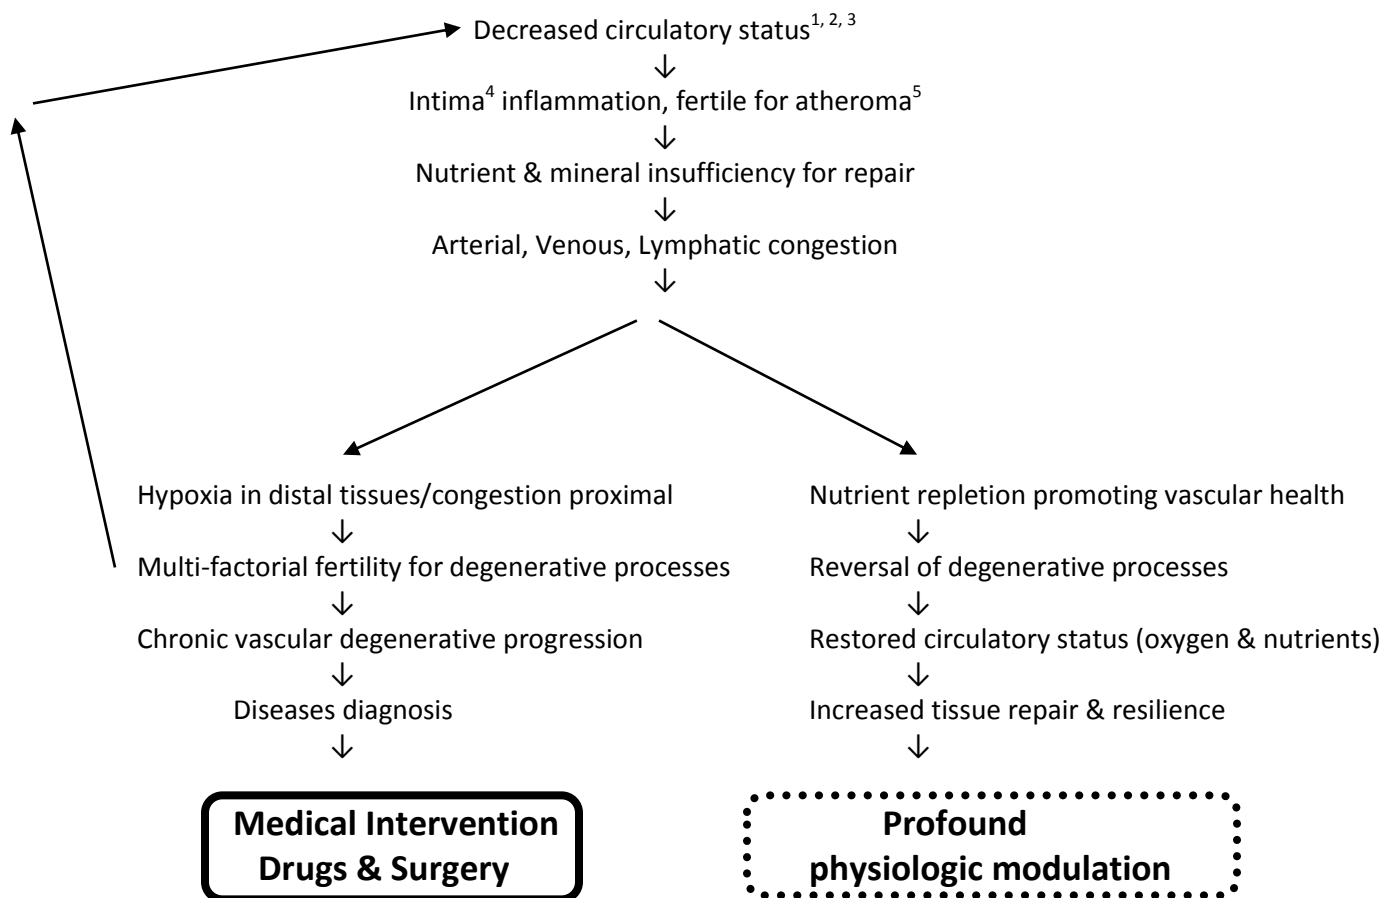 Decreased circulatory status1, 2, 3
↓
Intima4 inflammation, fertile for atheroma5
↓
Nutrient & mineral insufficiency for repair
↓
Arterial, Venous, Lymphatic congestion
↓
Hypoxia in distal tissues/congestion proximal
↓
Multi-factorial fertility for degenerative processes
↓
Chronic vascular degenerative progression
↓
Diseases diagnosis
↓
Medical Intervention
Drugs & Surgery
Nutrient repletion promoting vascular health
↓
Reversal of degenerative processes
↓
Restored circulatory status (oxygen & nutrients)
↓
Increased tissue repair & resilience
↓
Profound
physiologic modulation